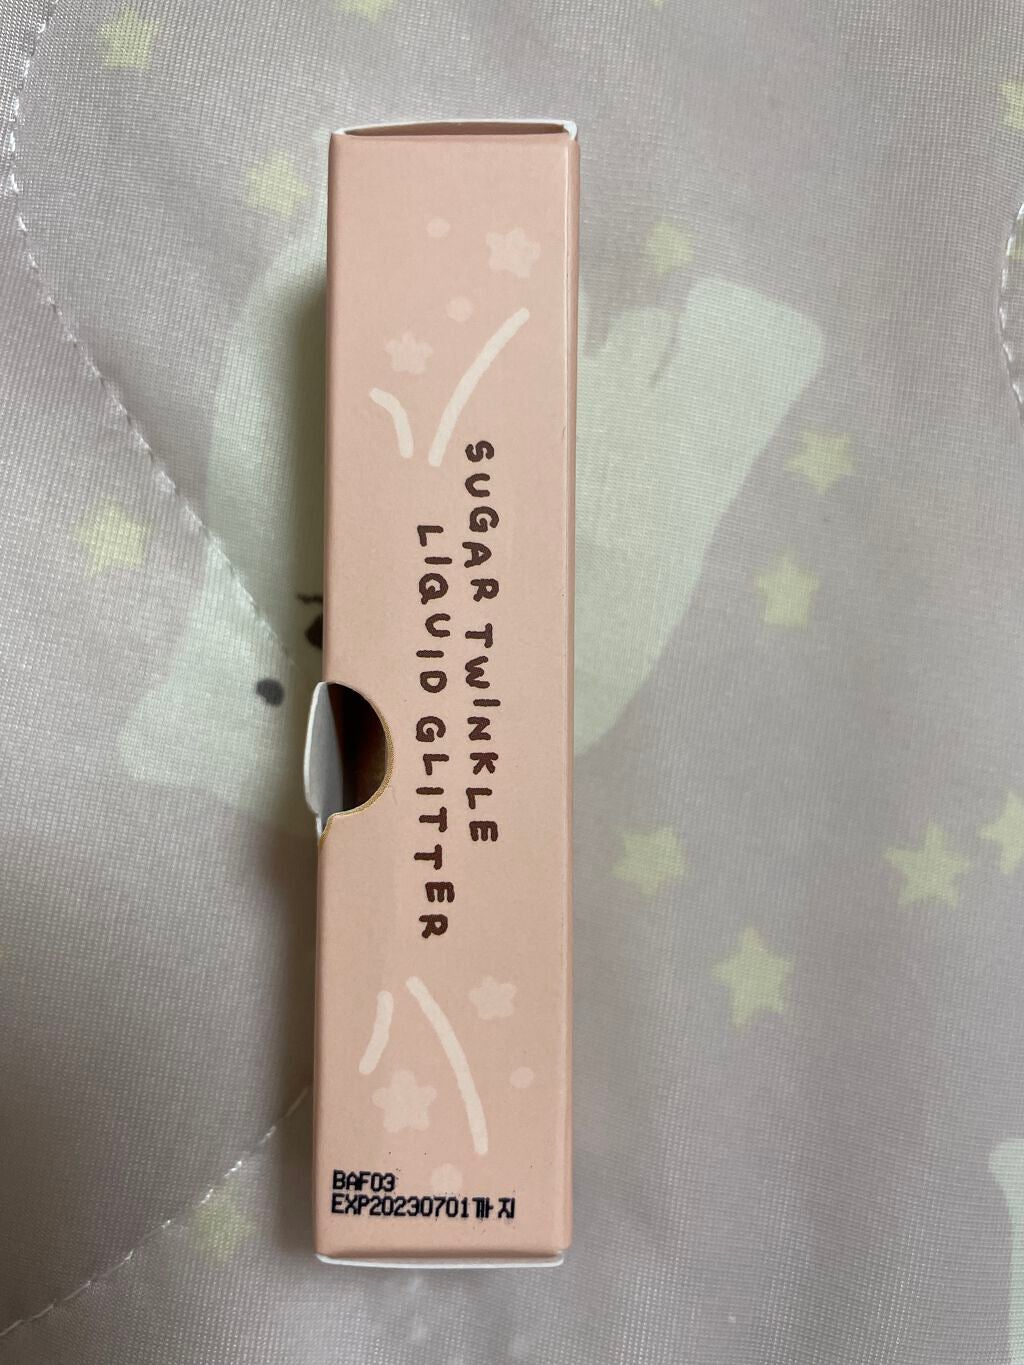 SUGAR TWINKLE
LIQUID GLITTER
BAF03
EXP20230701까지